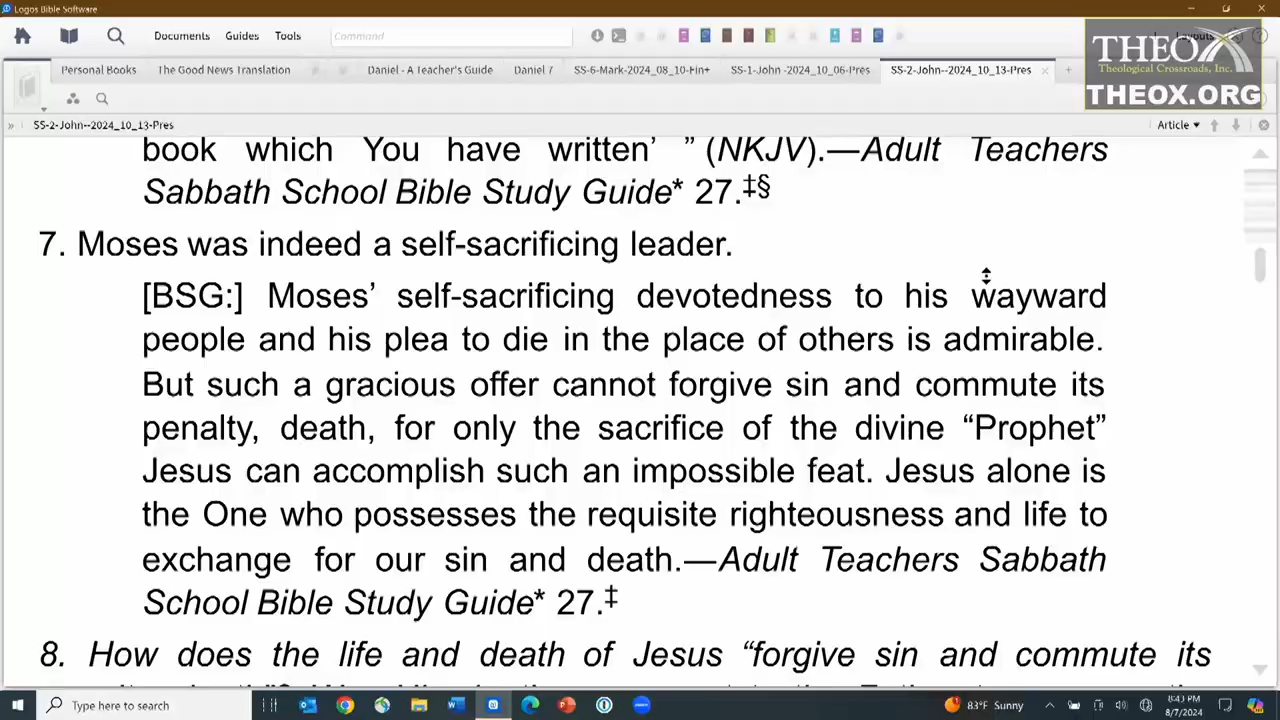 Logos Bible Software
Documents Guides Tools Command
THEOX
Theological Crossroads, Inc.
THEOX.ORG
Personal Books The Good News Translation Daniel 7 SS-6-Mark-2024_08_10-Fin+ SS-1-John -2024_10_06-Pres SS-2-John--2024_10_13-Pres
SS-2-John--2024_10_13-Pres Article
book which You have written’ ” (NKJV).—Adult Teachers
Sabbath School Bible Study Guide* 27.‡§
7. Moses was indeed a self-sacrificing leader.
[BSG:] Moses’ self-sacrificing devotedness to his wayward
people and his plea to die in the place of others is admirable.
But such a gracious offer cannot forgive sin and commute its
penalty, death, for only the sacrifice of the divine “Prophet”
Jesus can accomplish such an impossible feat. Jesus alone is
the One who possesses the requisite righteousness and life to
exchange for our sin and death.—Adult Teachers Sabbath
School Bible Study Guide* 27.‡
8. How does the life and death of Jesus “forgive sin and commute its
Type here to search 83°F Sunny 8:43 PM
8/7/2024